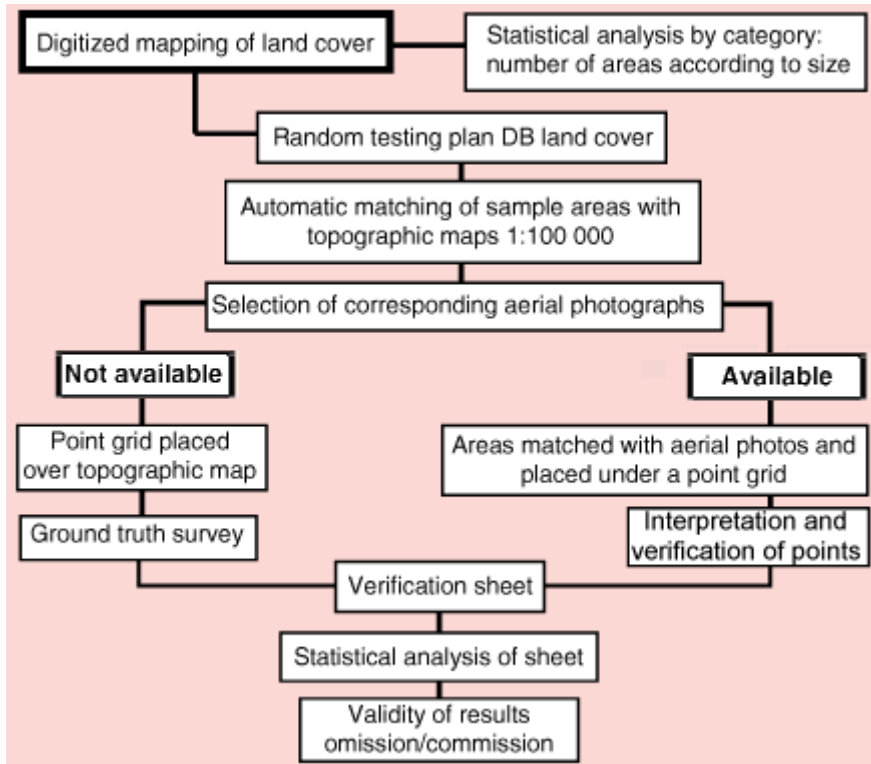 Digitized mapping of land cover
Statistical analysis by category:
number of areas according to size
Random testing plan DB land cover
Automatic matching of sample areas with
topographic maps 1:100 000
Selection of corresponding aerial photographs
Not available
Available
Point grid placed
over topographic map
Areas matched with aerial photos and
placed under a point grid
Ground truth survey
Interpretation and
verification of points
Verification sheet
Statistical analysis of sheet
Validity of results
omission/commission